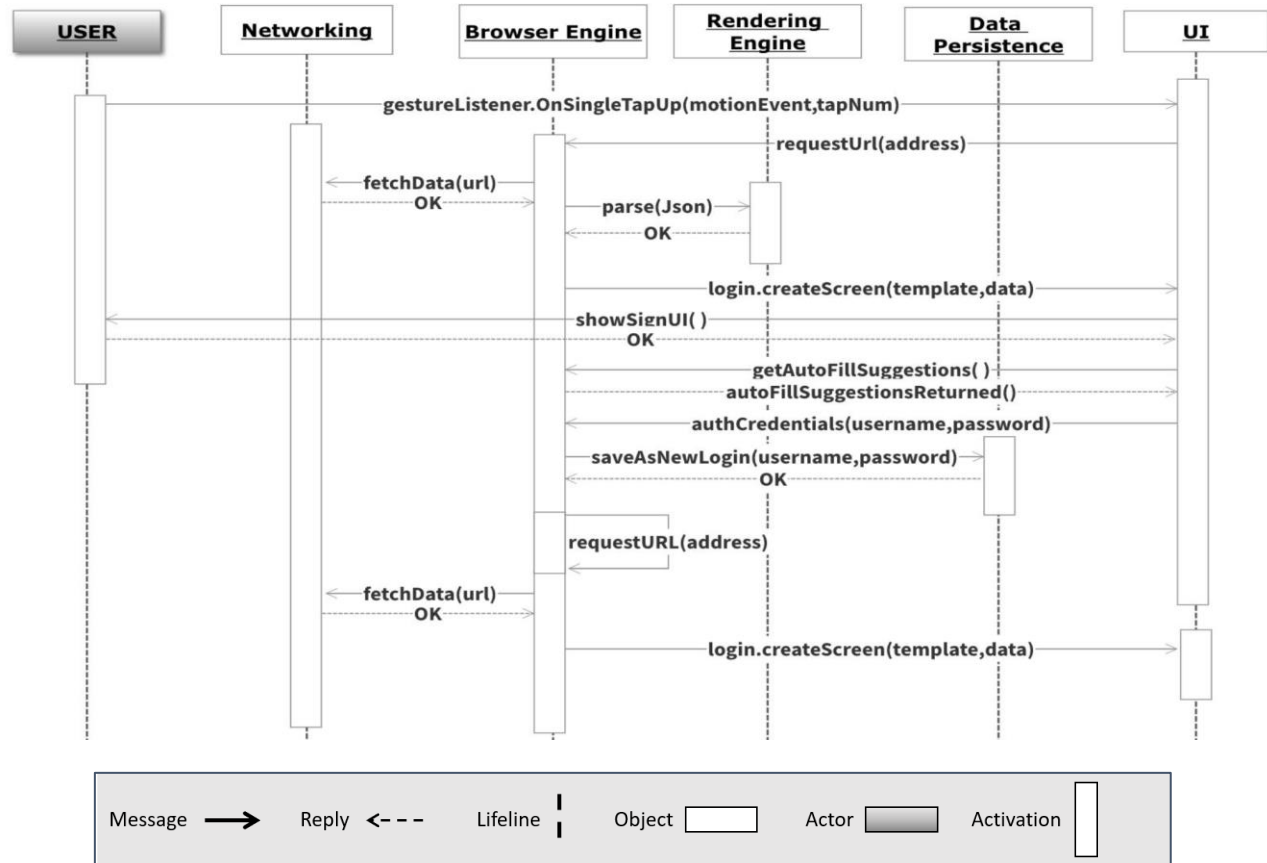 USER
Networking
Browser Engine
Rendering
Engine
Data
Persistence
UI
gestureListener.OnSingleTapUp(motionEvent,tapNum)
requestUrl(address)
fetchData(url)
OK
parse(Json)
OK
login.createScreen(template,data)
showSignUI( )
OK
getAutoFillSuggestions( )
autoFillSuggestionsReturned()
authCredentials(username,password)
saveAsNewLogin(username,password)
OK
requestURL(address)
fetchData(url)
OK
login.createScreen(template,data)
Message
Reply
Lifeline
Object
Actor
Activation